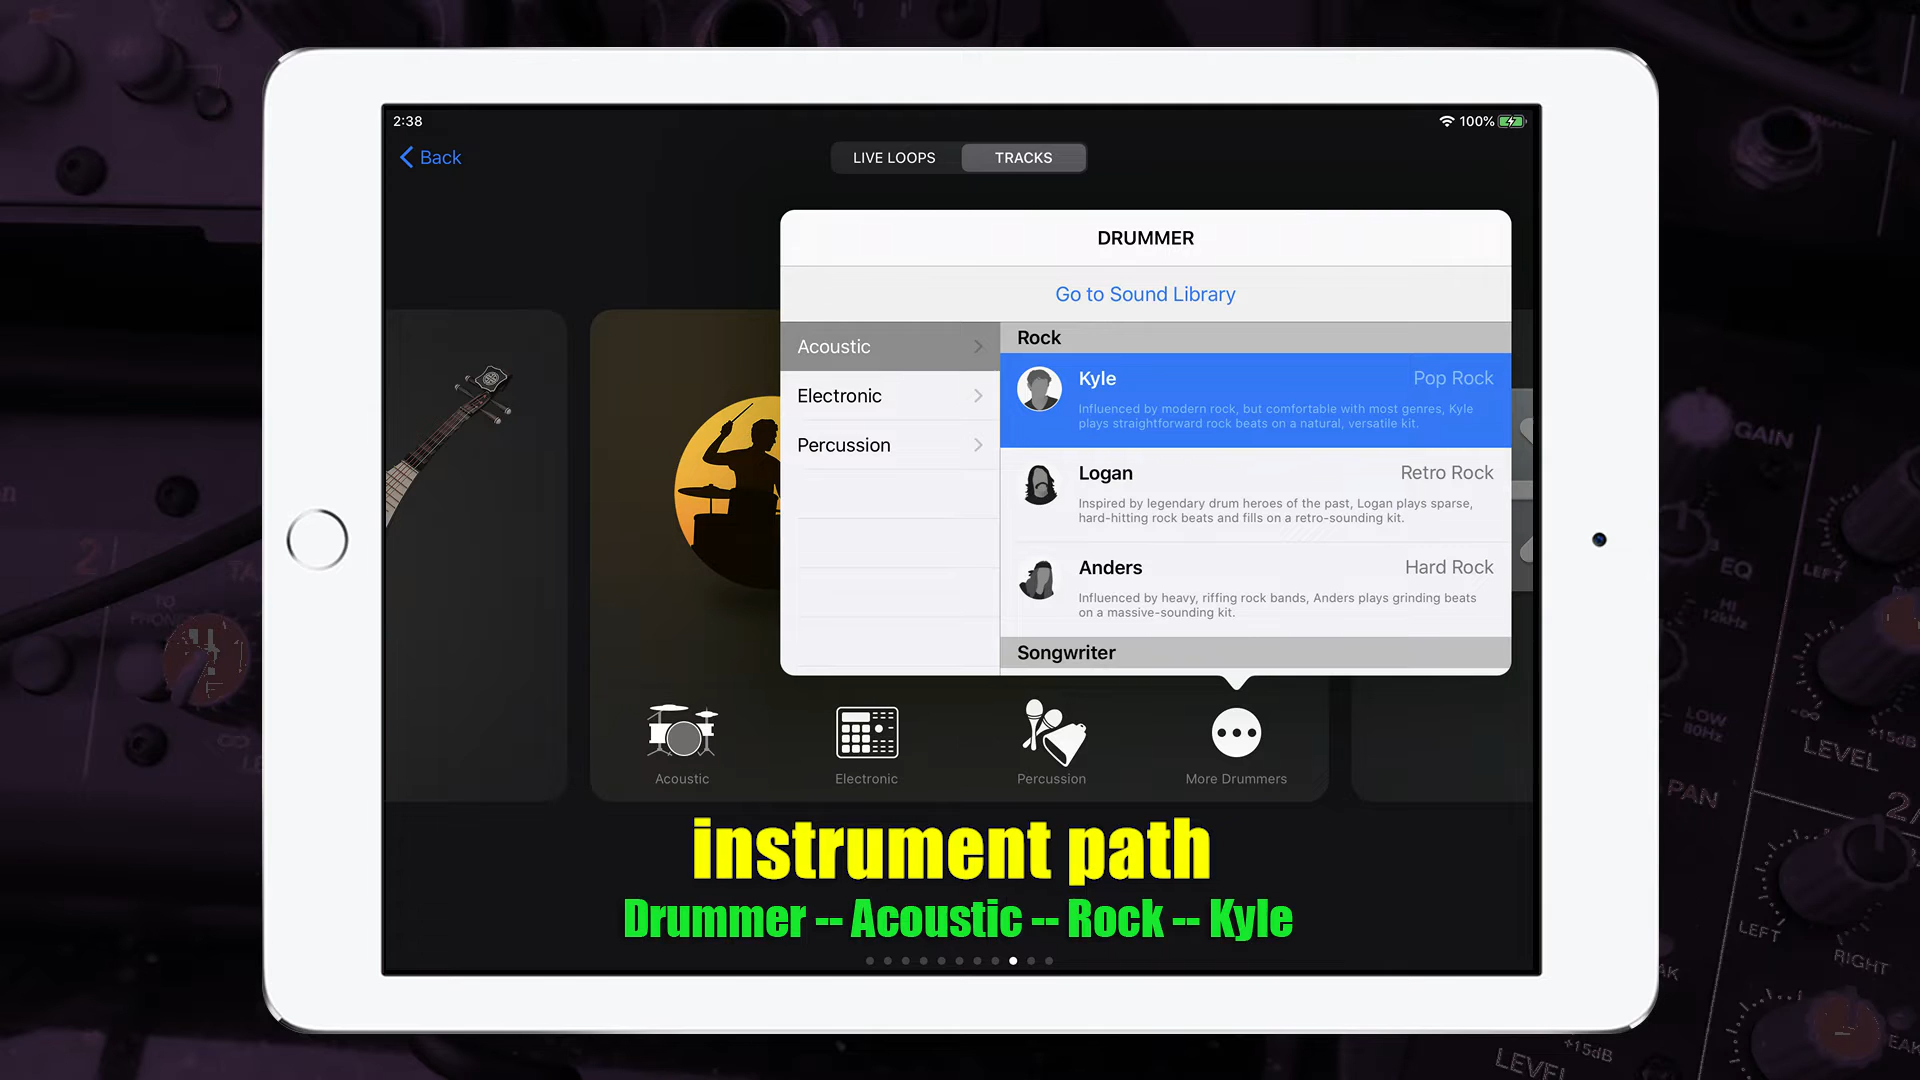 2:38
100%
Back
LIVE LOOPS
TRACKS
DRUMMER
Go to Sound Library
Acoustic
Electronic
Percussion
Rock
Kyle
Pop Rock
Influenced by modern rock, but comfortable with most genres, Kyle
plays straightforward rock beats on a natural, versatile kit.
Logan
Retro Rock
Inspired by legendary drum heroes of the past, Logan plays sparse,
hard-hitting rock beats and fills on a retro-sounding kit.
Anders
Hard Rock
Influenced by heavy, riffing rock bands, Anders plays grinding beats
on a massive-sounding kit.
Songwriter
Acoustic
Electronic
Percussion
More Drummers
instrument path
Drummer -- Acoustic -- Rock -- Kyle
2
GAIN
EQ
HI
12kHz
LEFT
LOW
80Hz
+15dB
LEVEL
PAN
LEFT
RIGHT
+15dB
LEVEL